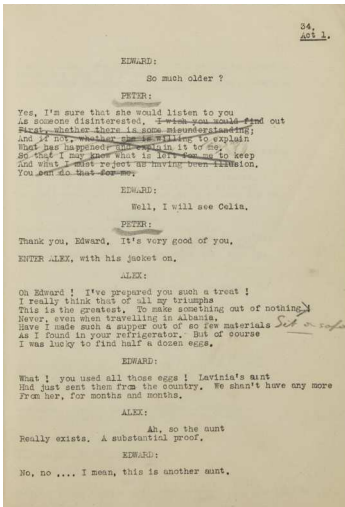 34.
Act 1.
EDWARD:
So much older ?
PETER:
Yes, I'm sure that she would listen to you
As someone disinterested. I wish you would find out
First, whether there is some misunderstanding;
And if not, whether she is willing to explain
What has happened: and explain it to me.
So that I may know what is left for me to keep
And what I must reject as having been illusion.
You can do that for me.
EDWARD:
Well, I will see Celia.
PETER:
Thank you, Edward. It's very good of you.
ENTER ALEX, with his jacket on.
ALEX:
Oh Edward ! I've prepared you such a treat !
I really think that of all my triumphs
This is the greatest. To make something out of nothing!
Never, even when travelling in Albania,
Have I made such a supper out of so few materials
As I found in your refrigerator. But of course
I was lucky to find half a dozen eggs.
EDWARD:
What ! you used all those eggs ! Lavinia's aunt
Had just sent them from the country. We shan't have any more
From her, for months and months.
ALEX:
Ah, so the aunt
Really exists. A substantial proof.
EDWARD:
No, no .... I mean, this is another aunt.